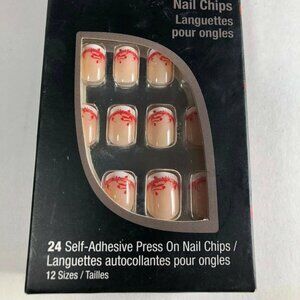 Nail Chips
Languettes
pour ongles
24 Self-Adhesive Press On Nail Chips /
Languettes autocollantes pour ongles
12 Sizes / Tailles